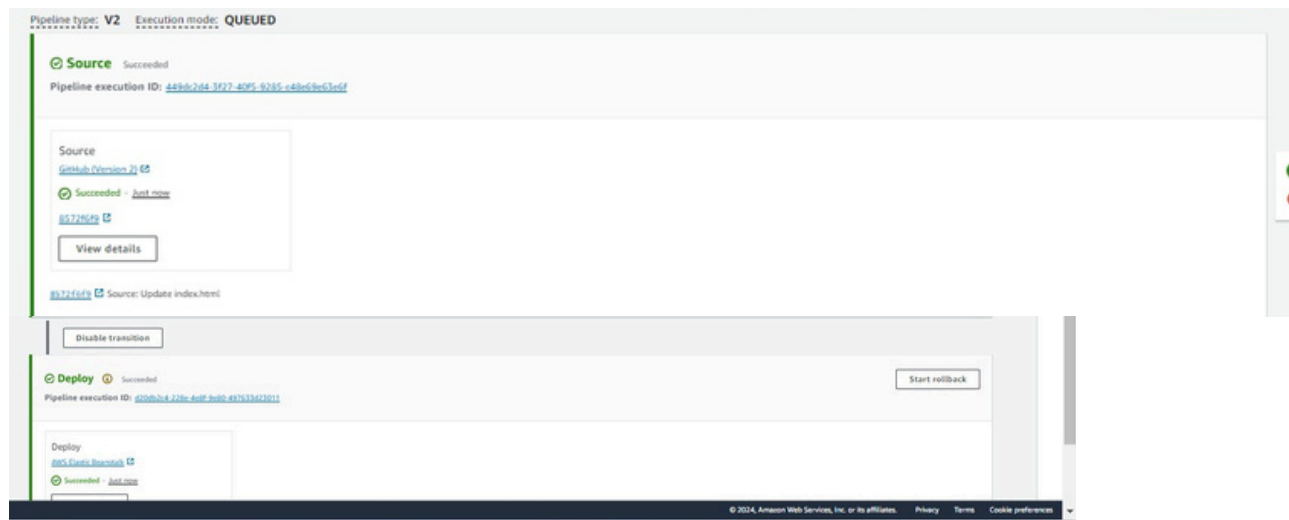 Pipeline type: V2 Execution mode: QUEUED
Source Succeeded
Pipeline execution ID: 449dc2d4-3f27-40f5-9285-c48e69e63e6f
Source
GitHub (Version 2)
Succeeded - Just now
8572f6f9
View details
8572f6f9 Source: Update index.html
Disable transition
Deploy Succeeded
Start rollback
Pipeline execution ID:
Deploy
AWS Elastic Beanstalk
Succeeded - Just now
© 2024, Amazon Web Services, Inc. or its affiliates. Privacy Terms Cookie preferences